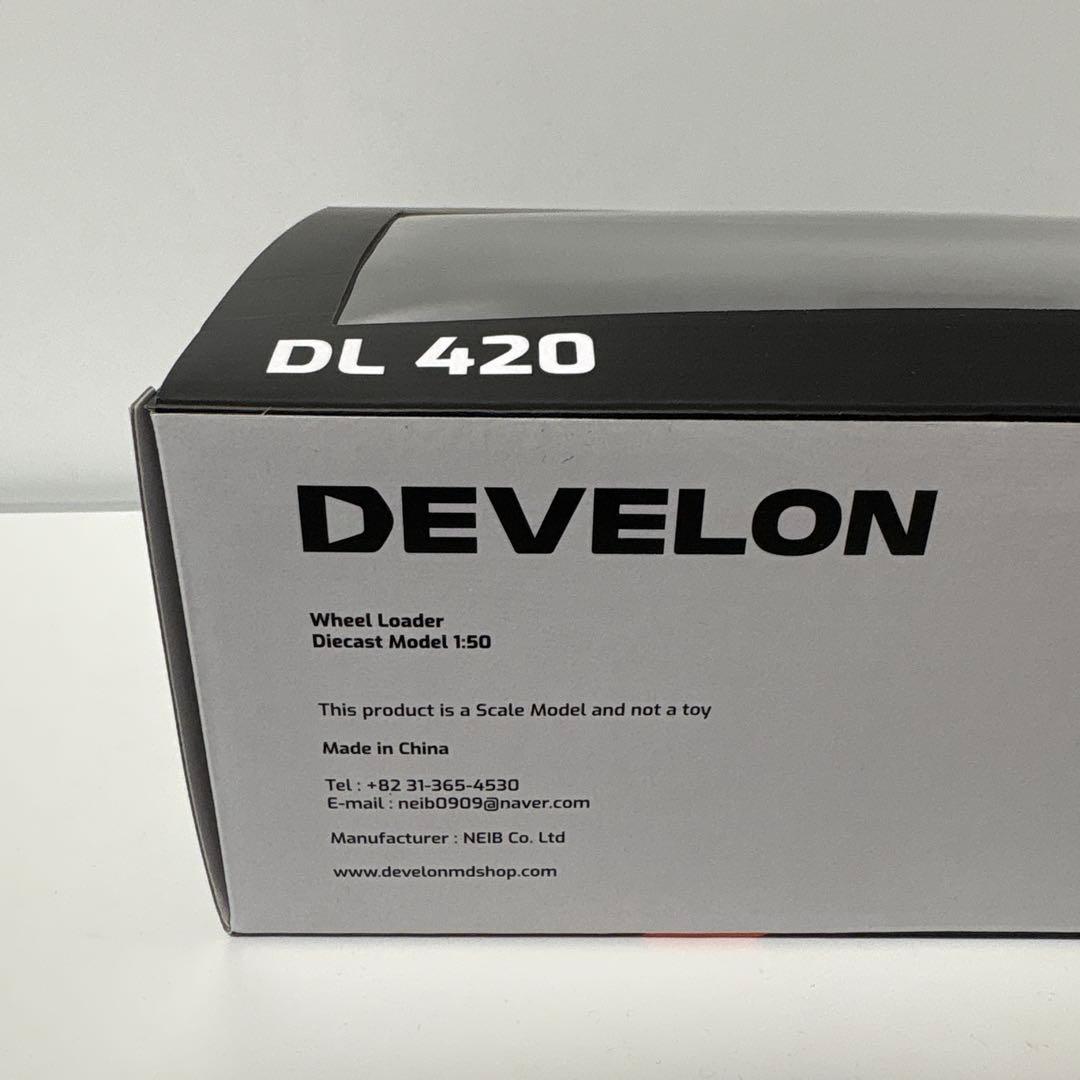 DL 420
DEVELON
Wheel Loader
Diecast Model 1:50
This product is a Scale Model and not a toy
Made in China
Tel : +82 31-365-4530
E-mail : neib0909@naver.com
Manufacturer : NEIB Co. Ltd
www.develonmdshop.com